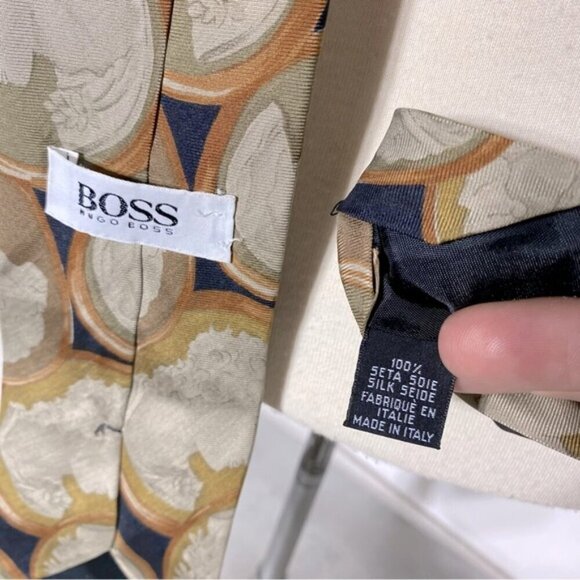 BOSS
HUGO BOSS
100%
SETA SOIE
SILK SEIDE
FABRIQUÉ EN
ITALIE
MADE IN ITALY